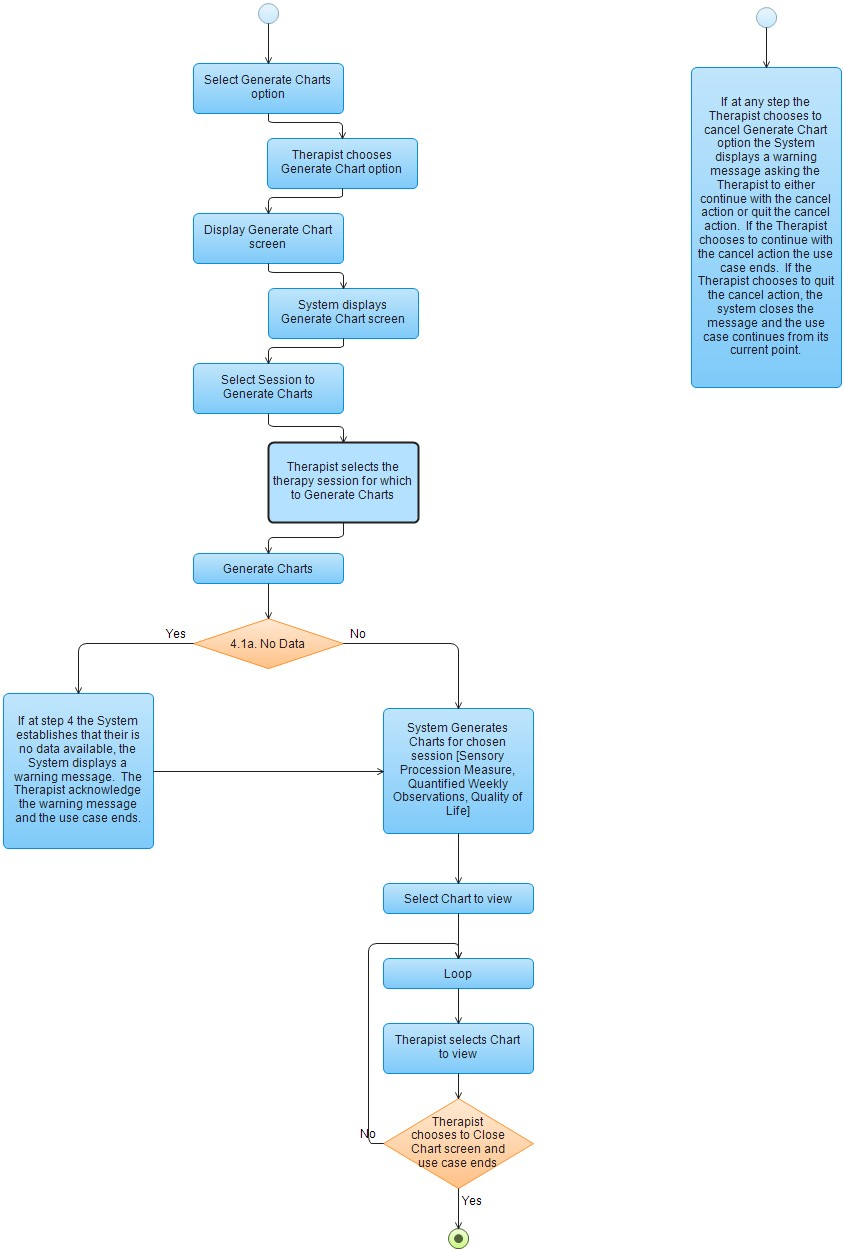 Select Generate Charts
option
Therapist chooses
Generate Chart option
Display Generate Chart
screen
System displays
Generate Chart screen
Select Session to
Generate Charts
Therapist selects the
therapy session for which
to Generate Charts
Generate Charts
4.1a. No Data
Yes
No
If at step 4 the System
establishes that their is
no data available, the
System displays a
warning message.  The
Therapist acknowledge
the warning message
and the use case ends.
System Generates
Charts for chosen
session [Sensory
Procession Measure,
Quantified Weekly
Observations, Quality of
Life]
Select Chart to view
Loop
Therapist selects Chart
to view
Therapist
chooses to Close
Chart screen and
use case ends
No
Yes
If at any step the
Therapist chooses to
cancel Generate Chart
option the System
displays a warning
message asking the
Therapist to either
continue with the cancel
action or quit the cancel
action.  If the Therapist
chooses to continue with
the cancel action the use
case ends.  If the
Therapist chooses to quit
the cancel action, the
system closes the
message and the use
case continues from its
current point.